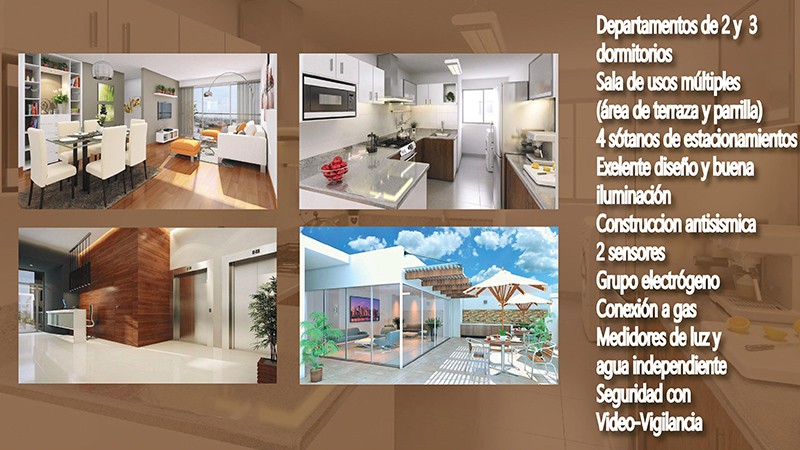 Departamentos de 2 y 3
dormitorios
Sala de usos múltiples
(área de terraza y parrilla)
4 sótanos de estacionamientos
Exelente diseño y buena
iluminación
Construccion antisismica
2 sensores
Grupo electrógeno
Conexión a gas
Medidores de luz y
agua independiente
Seguridad con
Video-Vigilancia